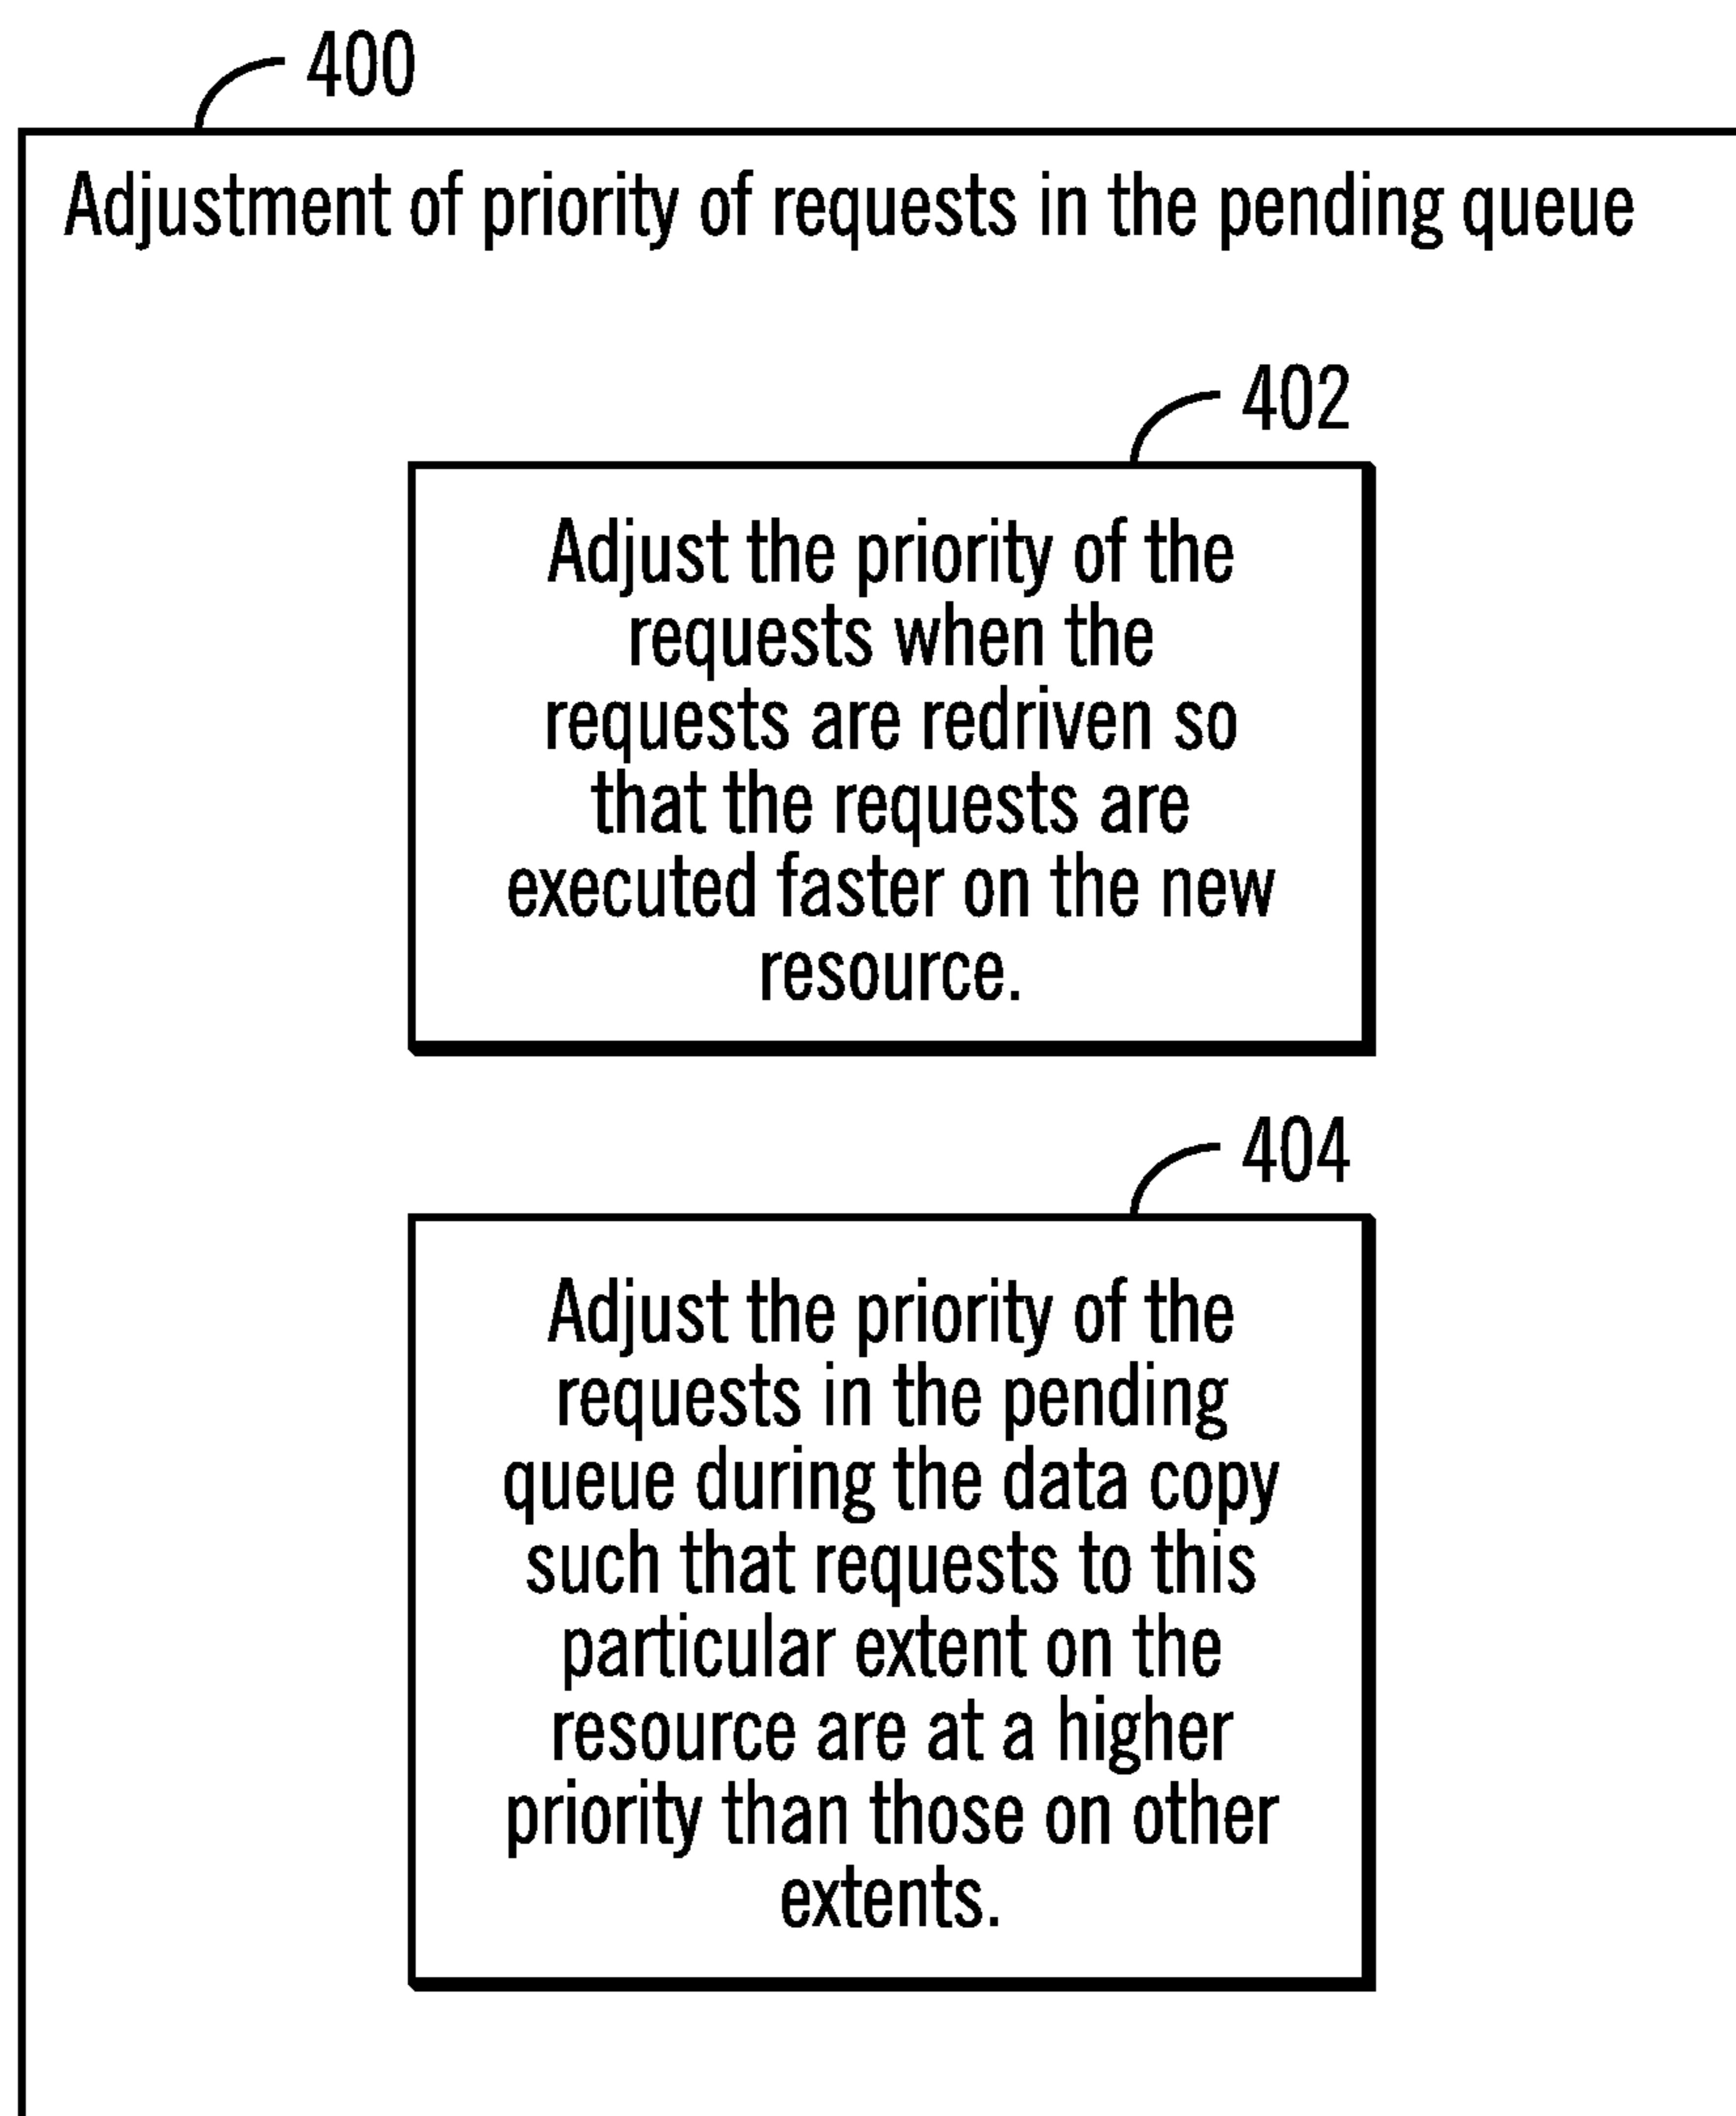 400
Adjustment of priority of requests in the pending queue
402
Adjust the priority of the
requests when the
requests are redriven so
that the requests are
executed faster on the new
resource.
404
Adjust the priority of the
requests in the pending
queue during the data copy
such that requests to this
particular extent on the
resource are at a higher
priority than those on other
extents.